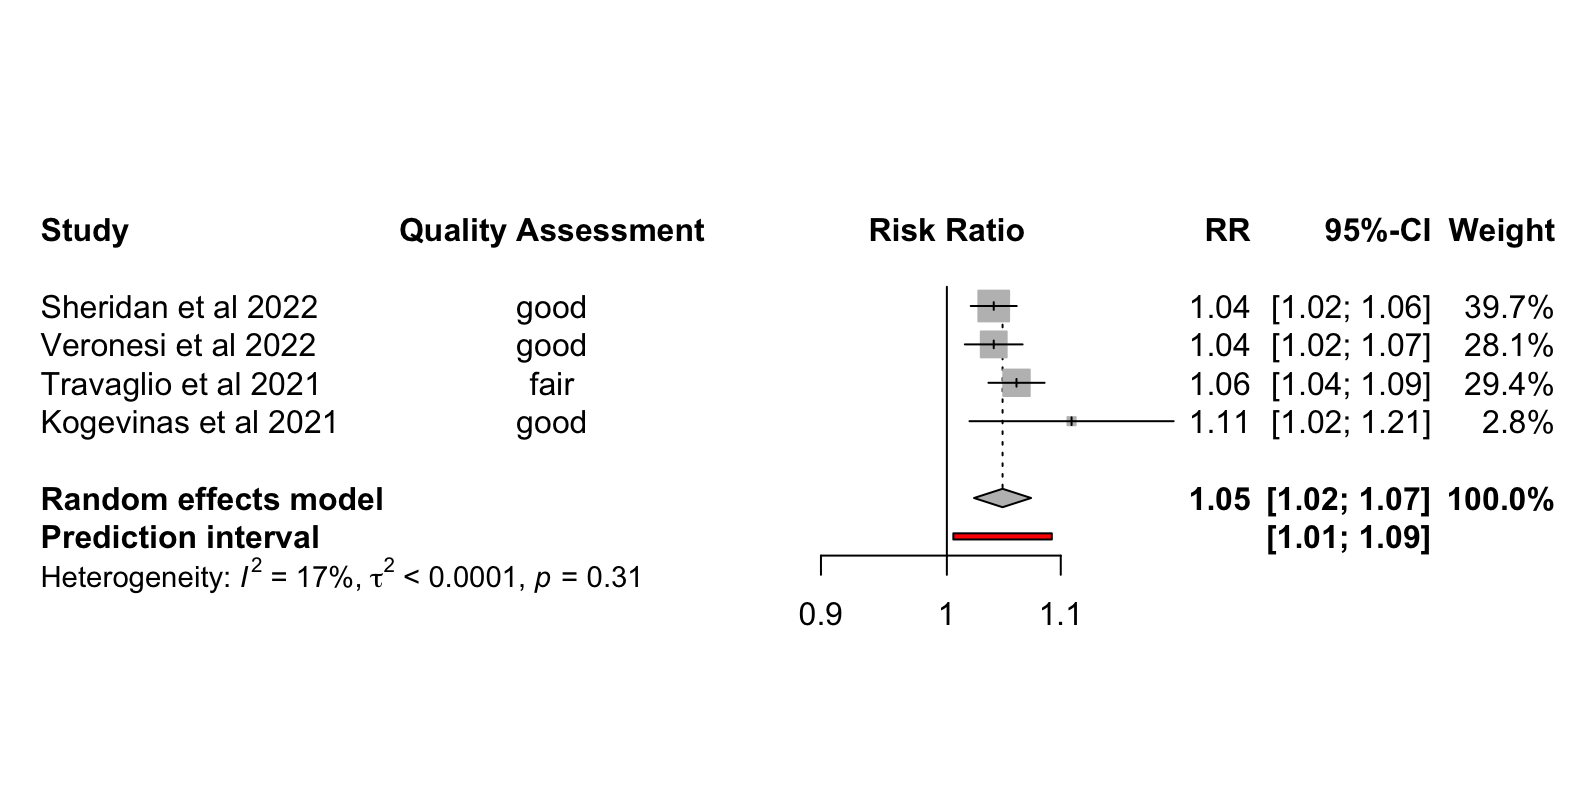 Study Quality Assessment Risk Ratio RR 95%-CI Weight
Sheridan et al 2022 good 1.04 [1.02; 1.06] 39.7%
Veronesi et al 2022 good 1.04 [1.02; 1.07] 28.1%
Travaglio et al 2021 fair 1.06 [1.04; 1.09] 29.4%
Kogevinas et al 2021 good 1.11 [1.02; 1.21] 2.8%
Random effects model 1.05 [1.02; 1.07] 100.0%
Prediction interval [1.01; 1.09]
Heterogeneity: I² = 17%, τ² < 0.0001, p = 0.31
0.9 1 1.1